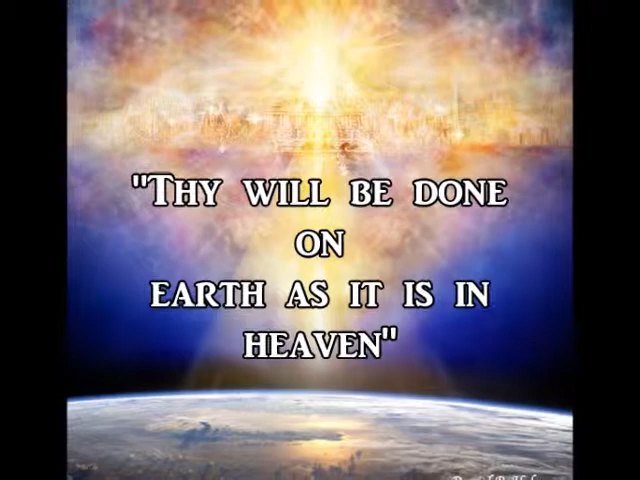 "Thy will be done
on
earth as it is in
heaven"